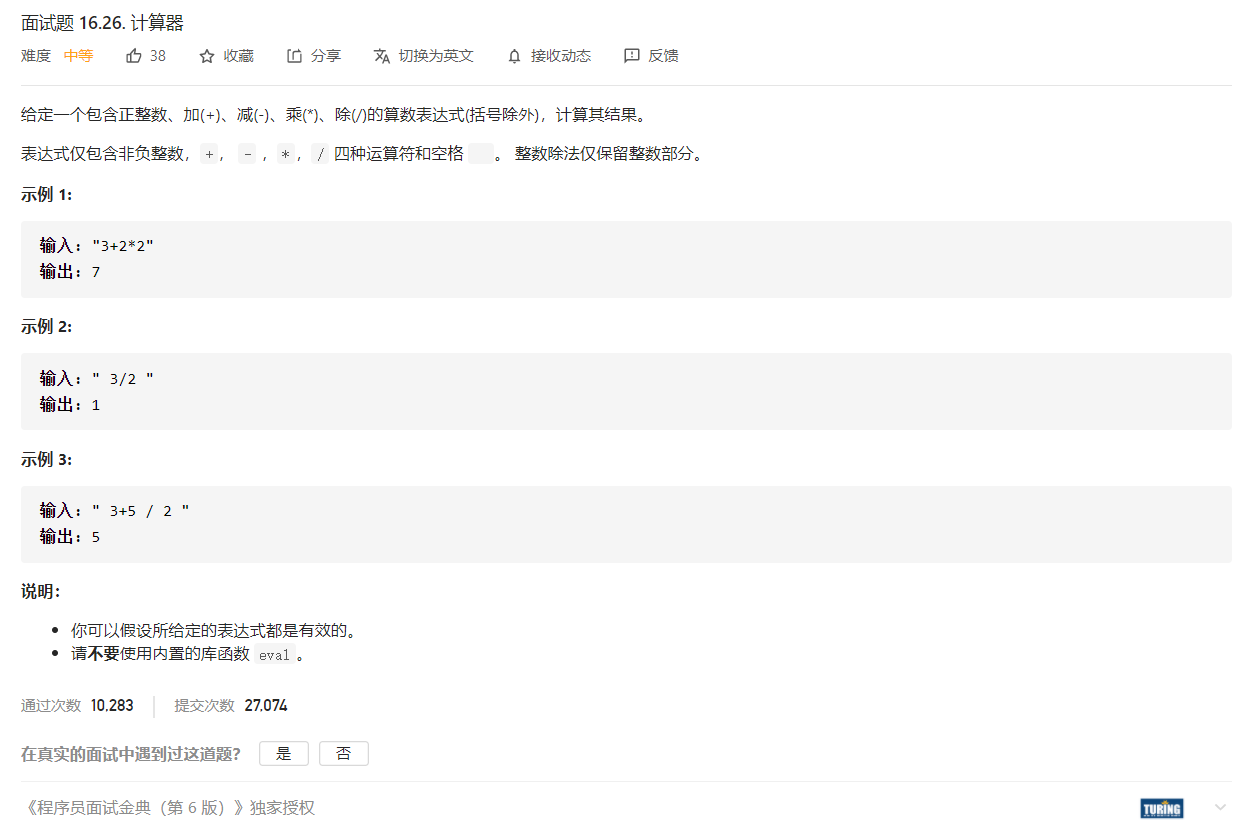 面试题 16.26. 计算器
难度 中等 38 收藏 分享 切换为英文 接收动态 反馈
给定一个包含正整数、加(+)、减(-)、乘(*)、除(/)的算数表达式(括号除外)，计算其结果。
表达式仅包含非负整数，+， - ，*，/ 四种运算符和空格 。 整数除法仅保留整数部分。
示例 1:
输入："3+2*2"
输出：7
示例 2:
输入：" 3/2 "
输出：1
示例 3:
输入：" 3+5 / 2 "
输出：5
说明：
• 你可以假设所给定的表达式都是有效的。
• 请不要使用内置的库函数 eval。
通过次数 10,283 提交次数 27,074
在真实的面试中遇到过这道题? 是 否
《程序员面试金典（第 6 版）》独家授权 TURING